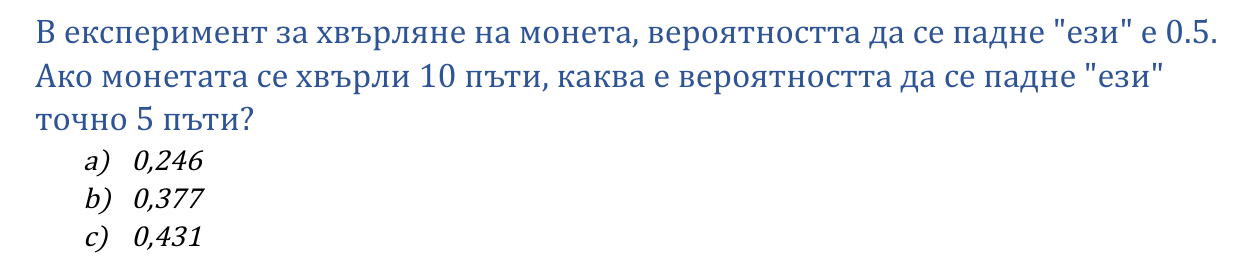 В експеримент за хвърляне на монета, вероятността да се падне "ези" е 0.5.
Ако монетата се хвърли 10 пъти, каква е вероятността да се падне "ези"
точно 5 пъти?
a) 0,246
b) 0,377
c) 0,431